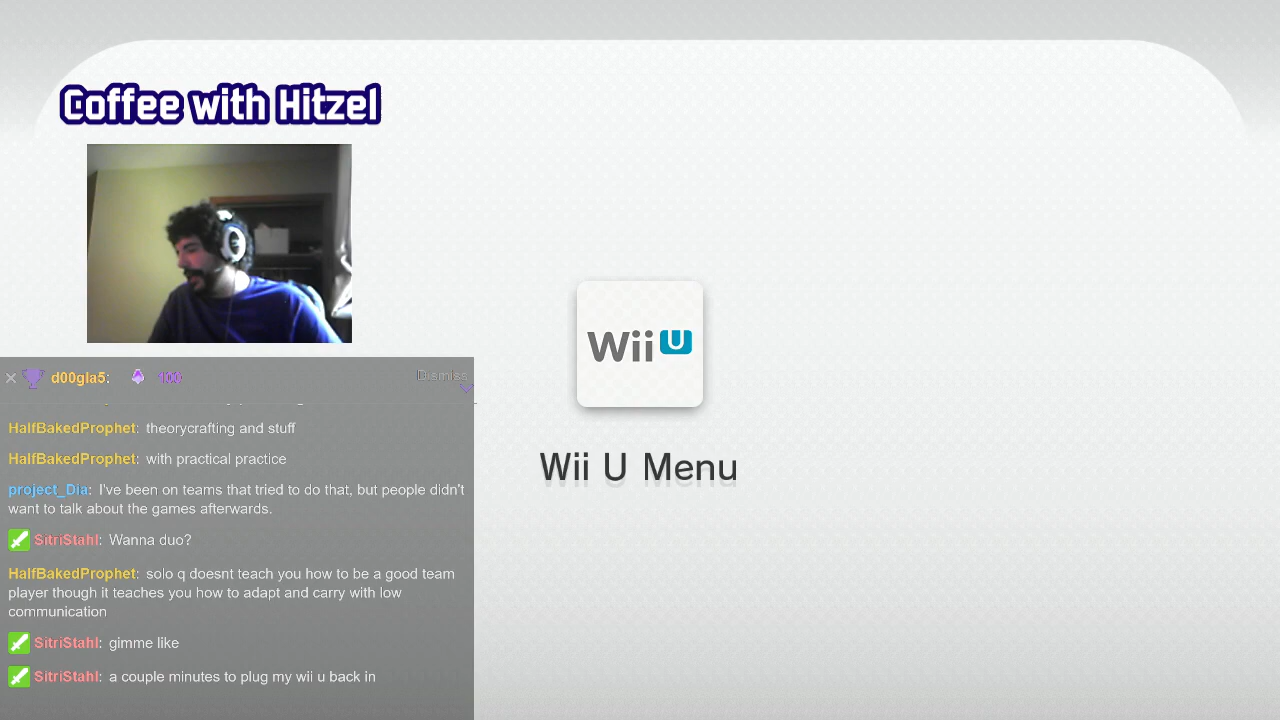 Coffee with Hitzel
d00gla5: 100
Dismiss
HalfBakedProphet: theorycrafting and stuff
HalfBakedProphet: with practical practice
project_Dia: I've been on teams that tried to do that, but people didn't
want to talk about the games afterwards.
SitriStahl: Wanna duo?
HalfBakedProphet: solo q doesnt teach you how to be a good team
player though it teaches you how to adapt and carry with low
communication
SitriStahl: gimme like
SitriStahl: a couple minutes to plug my wii u back in
Wii U
Wii U Menu